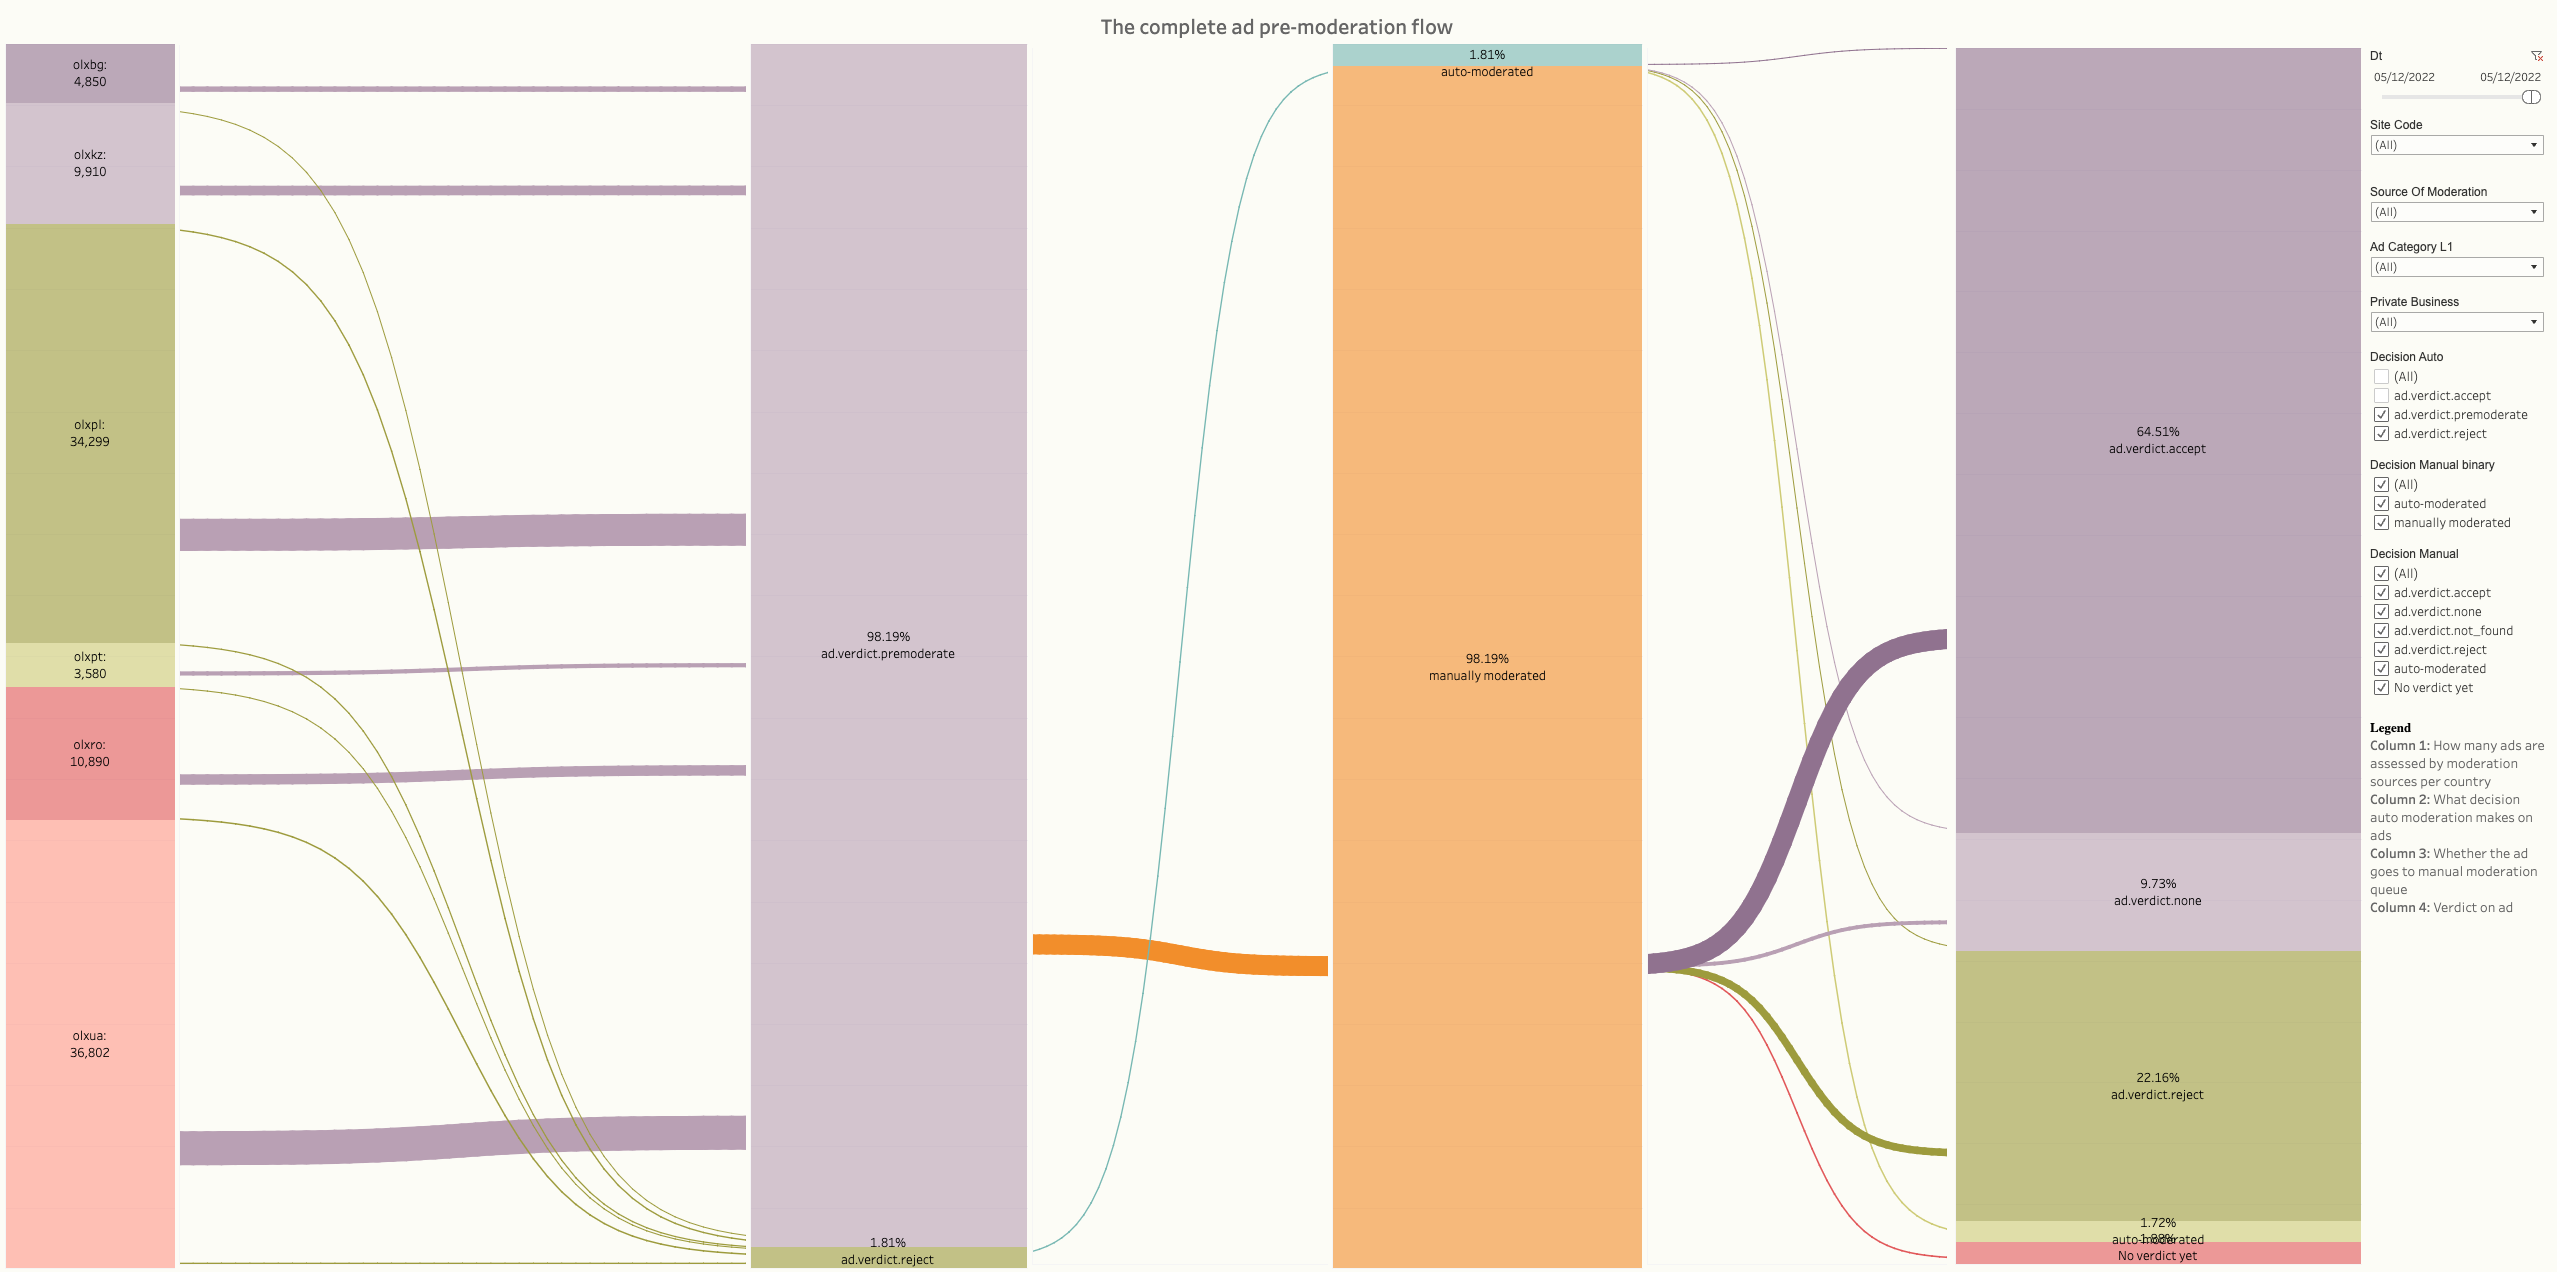 The complete ad pre-moderation flow
olxbg:
4,850
olxkz:
9,910
olxpl:
34,299
olxpt:
3,580
olxro:
10,890
olxua:
36,802
98.19%
ad.verdict.premoderate
1.81%
ad.verdict.reject
1.81%
auto-moderated
98.19%
manually moderated
64.51%
ad.verdict.accept
9.73%
ad.verdict.none
22.16%
ad.verdict.reject
1.72%
auto-moderated
No verdict yet
Dt
05/12/2022 05/12/2022
Site Code
(All)
Source Of Moderation
(All)
Ad Category L1
(All)
Private Business
(All)
Decision Auto
(All)
ad.verdict.accept
ad.verdict.premoderate
ad.verdict.reject
Decision Manual binary
(All)
auto-moderated
manually moderated
Decision Manual
(All)
ad.verdict.accept
ad.verdict.none
ad.verdict.not_found
ad.verdict.reject
auto-moderated
No verdict yet
Legend
Column 1: How many ads are
assessed by moderation
sources per country
Column 2: What decision
auto moderation makes on
ads
Column 3: Whether the ad
goes to manual moderation
queue
Column 4: Verdict on ad